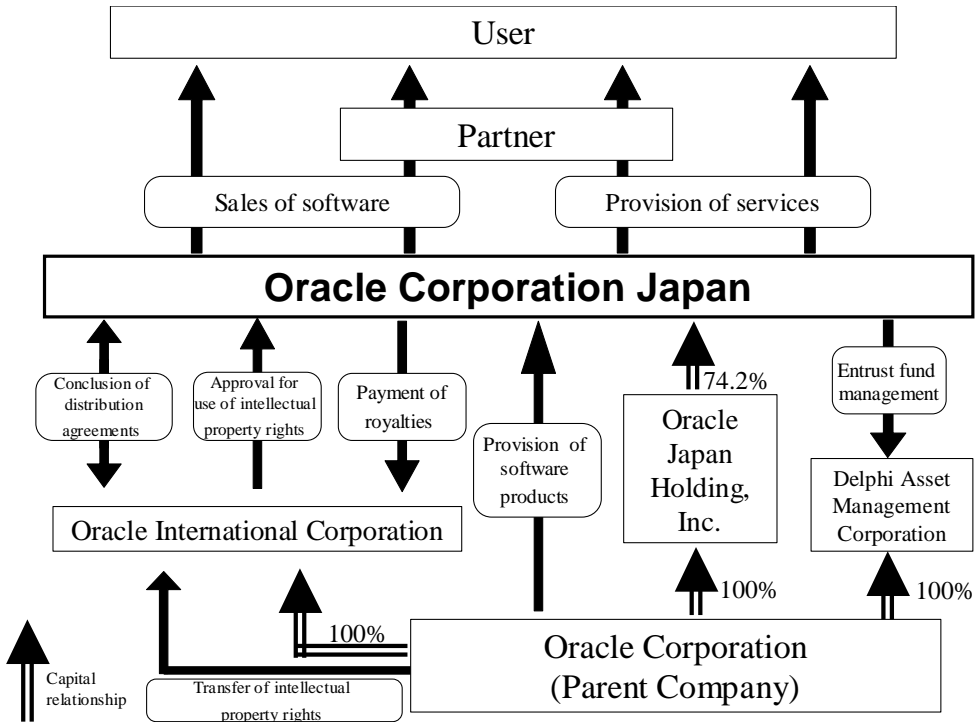 User
Partner
Sales of software
Provision of services
Oracle Corporation Japan
Conclusion of
distribution
agreements
Approval for
use of intellectual
property rights
Payment of
royalties
Provision of
software
products
74.2%
Oracle
Japan
Holding,
Inc.
Entrust fund
management
Delphi Asset
Management
Corporation
Oracle International Corporation
100%
100%
100%
Oracle Corporation
(Parent Company)
Capital
relationship
Transfer of intellectual
property rights